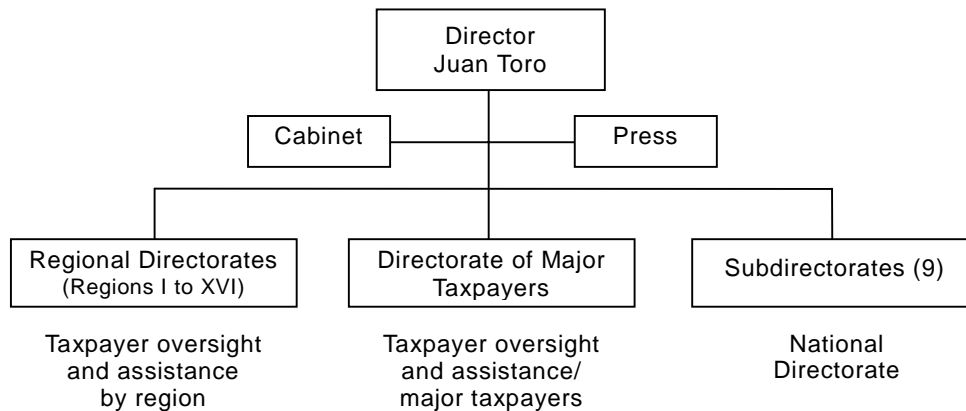 Director
Juan Toro
Cabinet
Press
Regional Directorates
(Regions I to XVI)
Directorate of Major
Taxpayers
Subdirectorates (9)
Taxpayer oversight
and assistance
by region
Taxpayer oversight
and assistance/
major taxpayers
National
Directorate